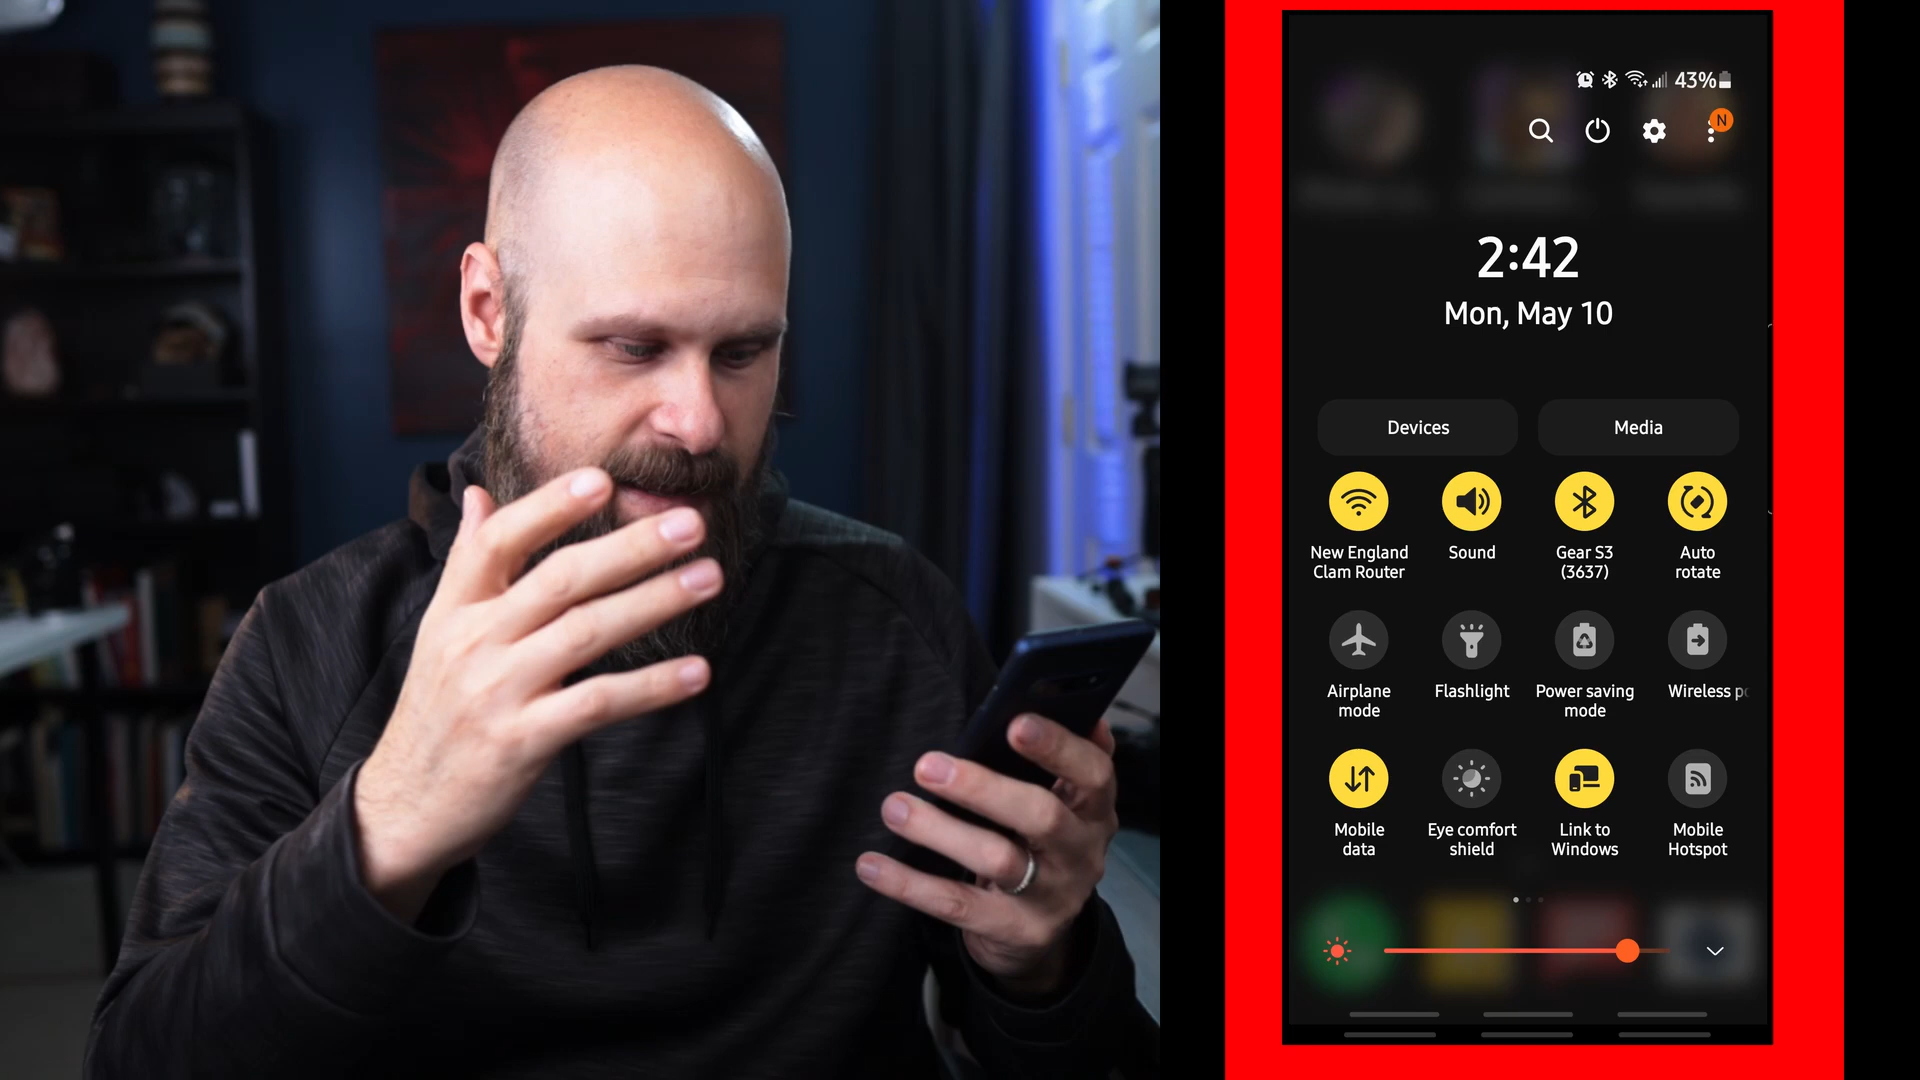 43%
N
2:42
Mon, May 10
Devices Media
New England Sound Gear S3 Auto
Clam Router (3637) rotate
Airplane Flashlight Power saving Wireless
mode mode
Mobile Eye comfort Link to Mobile
data shield Windows Hotspot